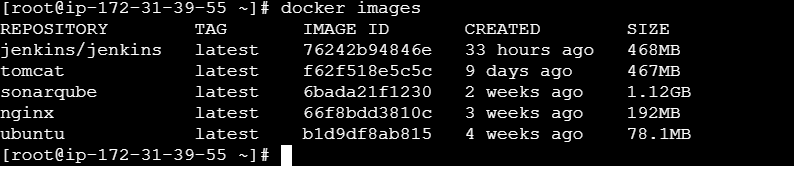 [root@ip-172-31-39-55 ~]# docker images
REPOSITORY TAG IMAGE ID CREATED SIZE
jenkins/jenkins latest 76242b94846e 33 hours ago 468MB
tomcat latest f62f518e5c5c 9 days ago 467MB
sonarqube latest 6bada21f1230 2 weeks ago 1.12GB
nginx latest 66f8bdd3810c 3 weeks ago 192MB
ubuntu latest b1d9df8ab815 4 weeks ago 78.1MB
[root@ip-172-31-39-55 ~]#